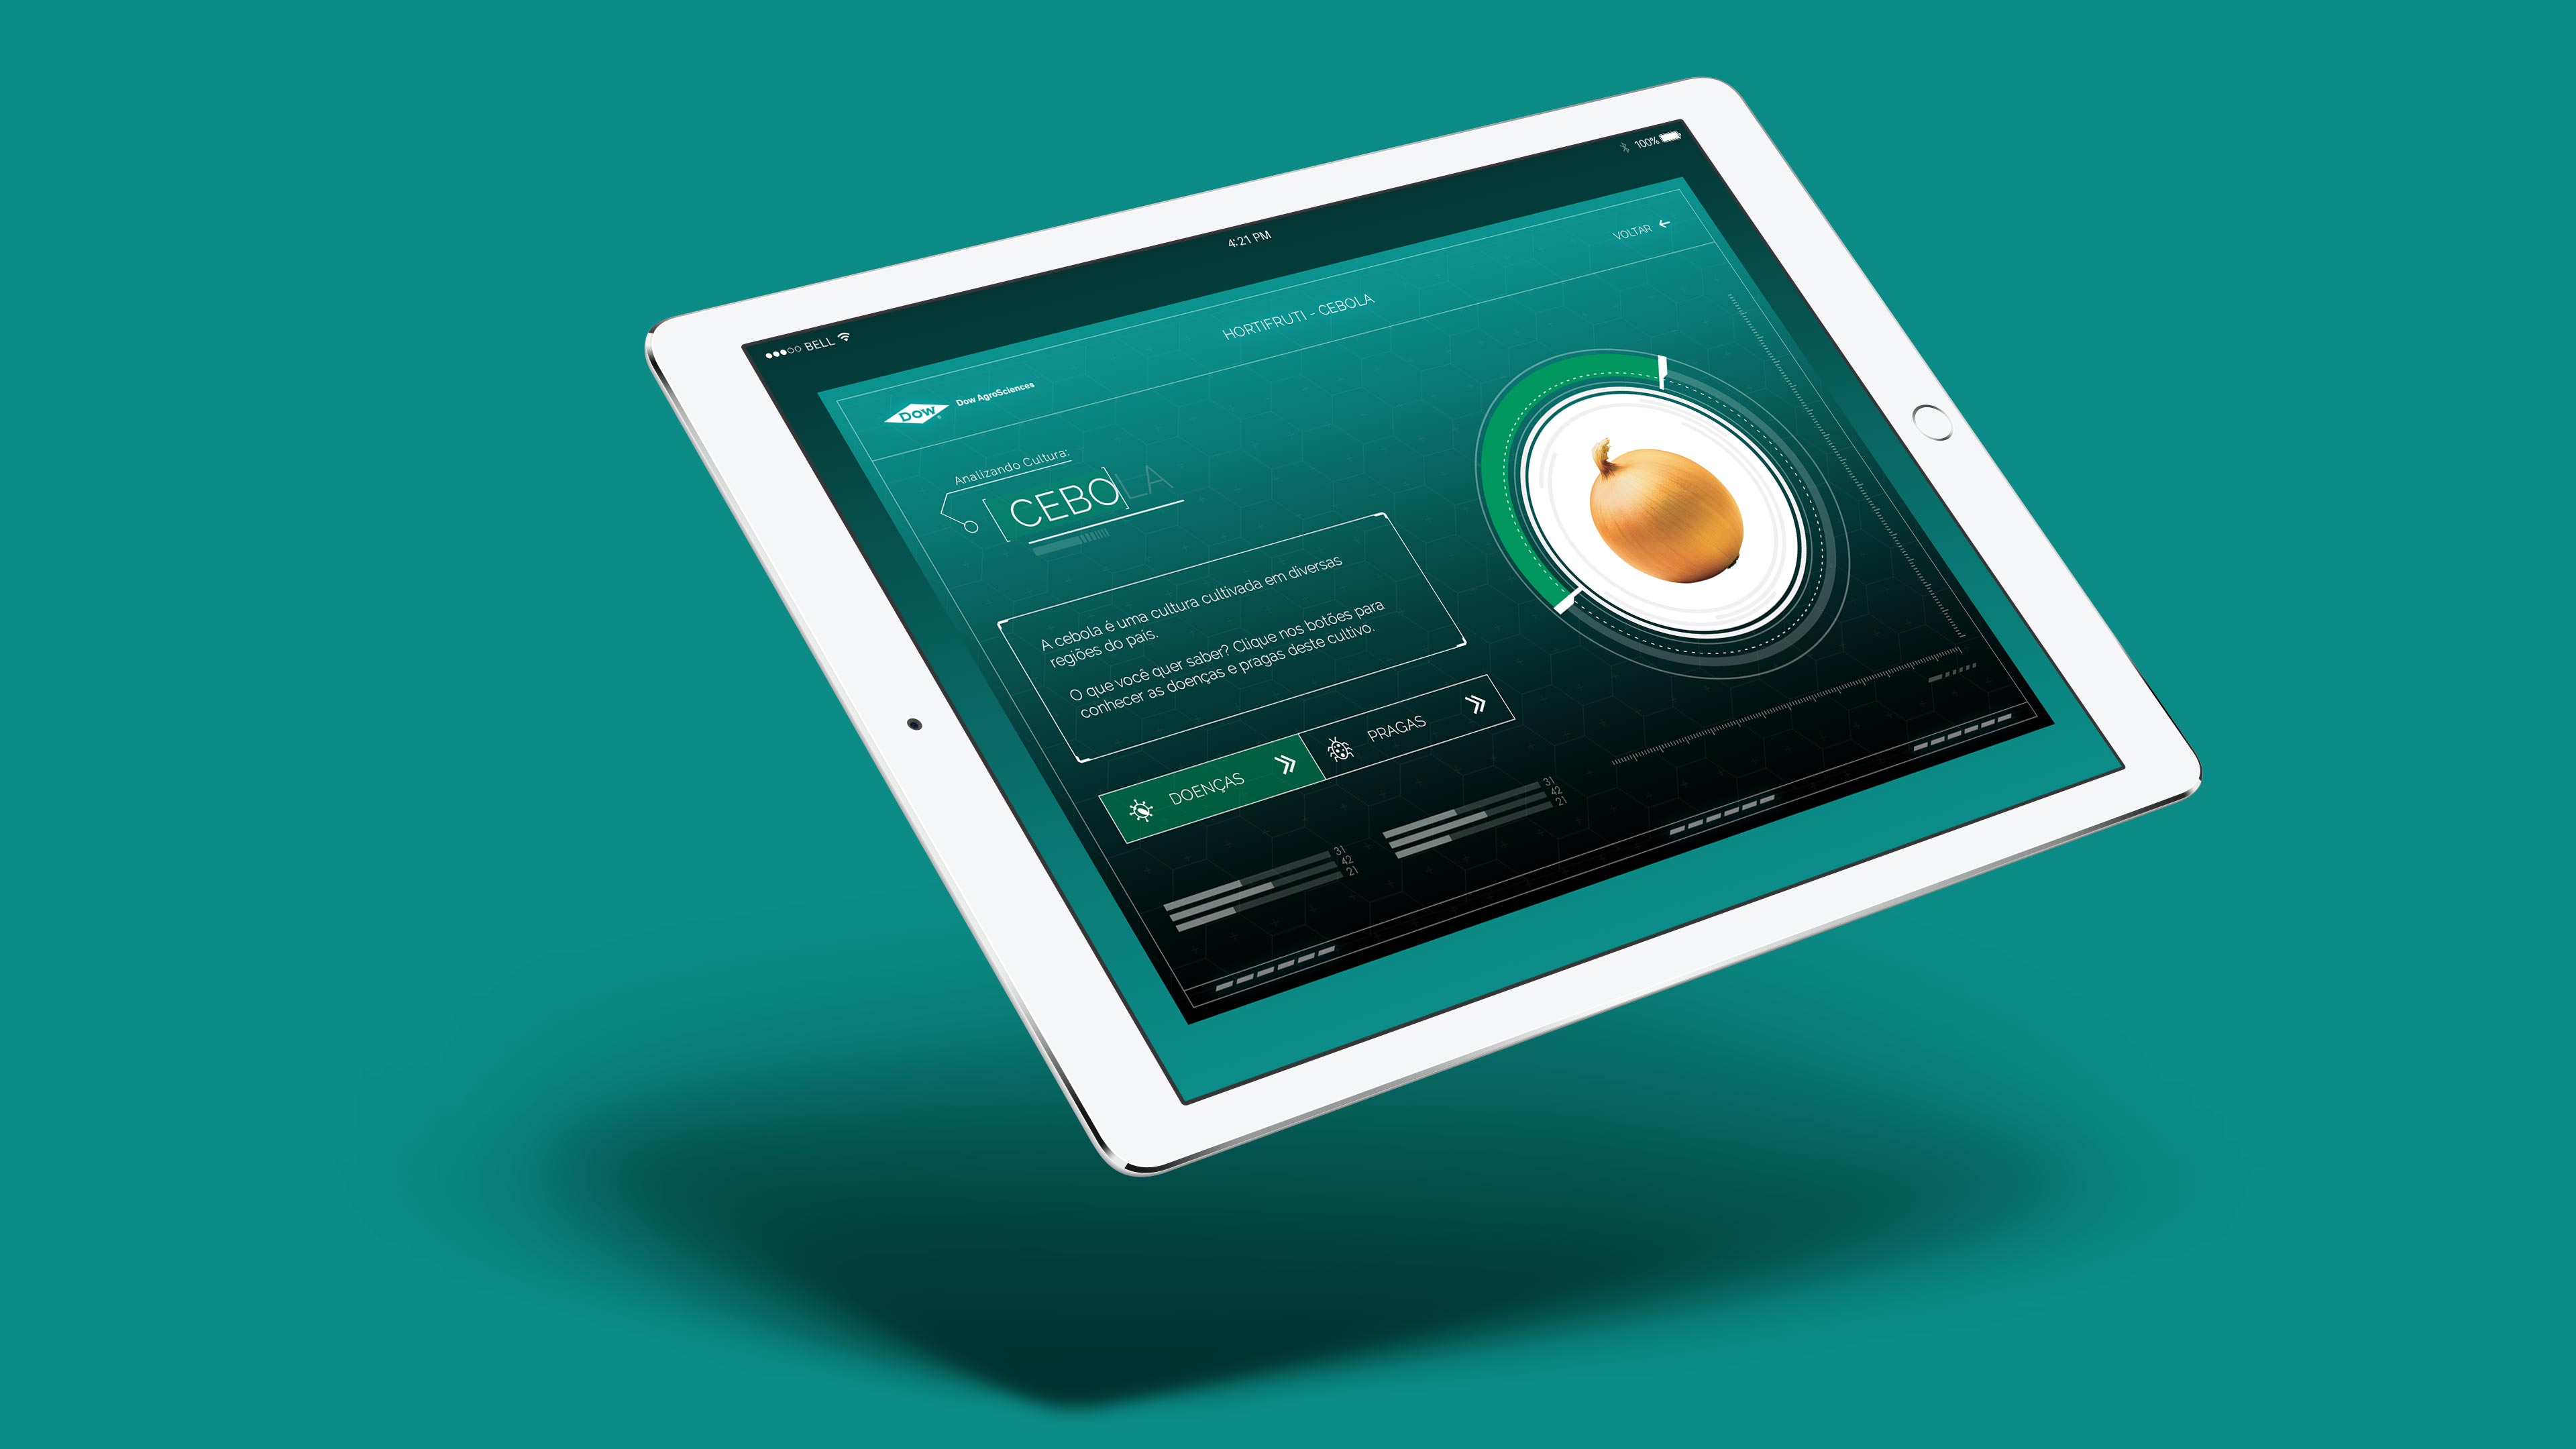 BELL
4:21 PM
100%
DOW
Dow AgroSciences
HORTIFRUTI - CEBOLA
VOLTAR
Analizando Cultura:
CEBOLA
A cebola é uma cultura cultivada em diversas
regiões do país.
O que você quer saber? Clique nos botões para
conhecer as doenças e pragas deste cultivo.
DOENÇAS
PRAGAS
31
42
21
31
42
21